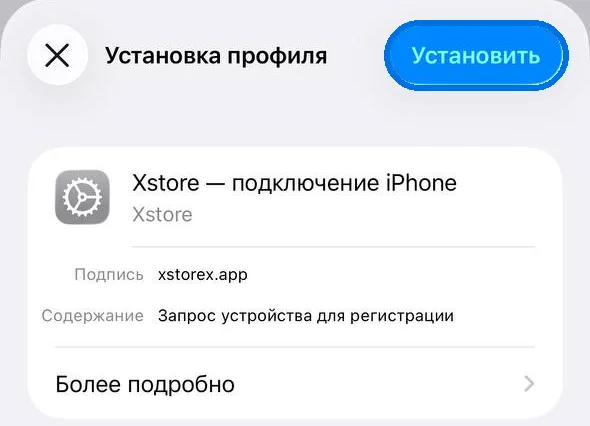 Установка профиля
Установить
Xstore — подключение iPhone
Xstore
Подпись xstorex.app
Содержание Запрос устройства для регистрации
Более подробно